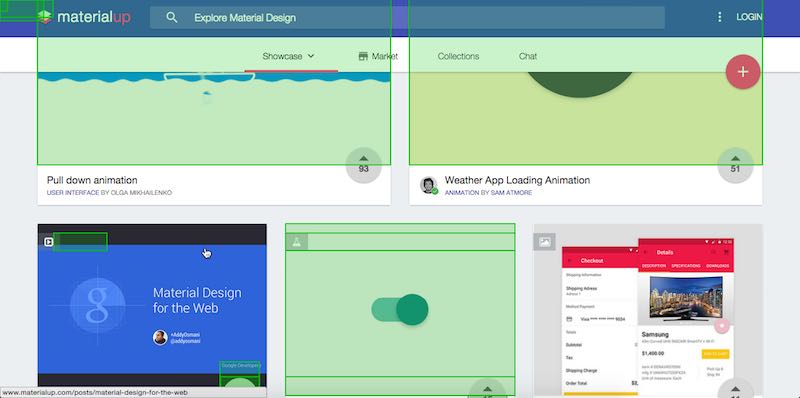 materialup
Explore Material Design
LOGIN
Showcase
Market
Collections
Chat
93
51
Pull down animation
USER INTERFACE BY OLGA MIKHAILENKO
Weather App Loading Animation
ANIMATION BY SAM ATMORE
Material Design
for the Web
+AddyOsmani
@addyosmani
Google Developers
Checkout
Shipping Information
Shipping Adress
Adress 1
Method Payment
Visa **** **** **** 9034
Totals
Subtotal
Tax
Shipping Charge
Order Total
Details
DESCRIPTION
SPECIFICATIONS
DOWNLOADS
Samsung
$1,400.00
www.materialup.com/posts/material-design-for-the-web